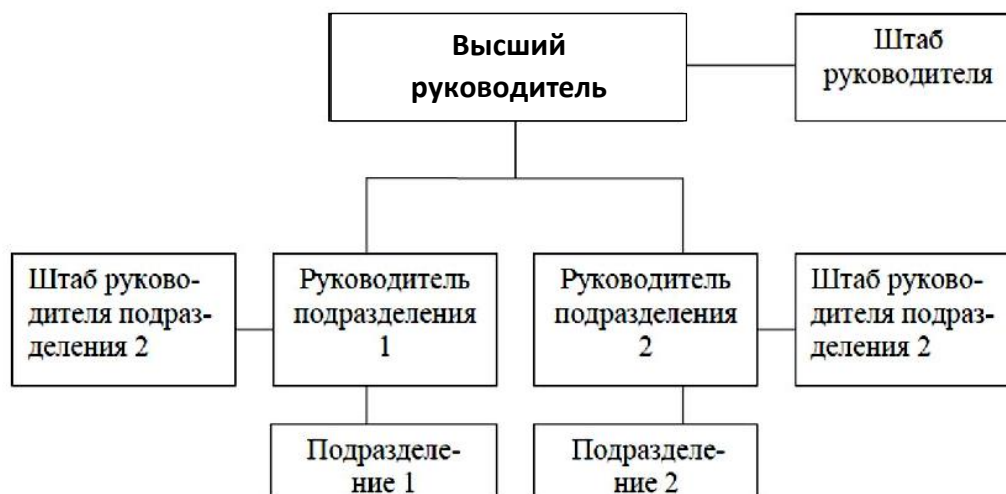 Высший
руководитель
Штаб
руководителя
Штаб руково-
дителя подраз-
деления 2
Руководитель
подразделения
1
Руководитель
подразделения
2
Штаб руково-
дителя подраз-
деления 2
Подразделе-
ние 1
Подразделе-
ние 2